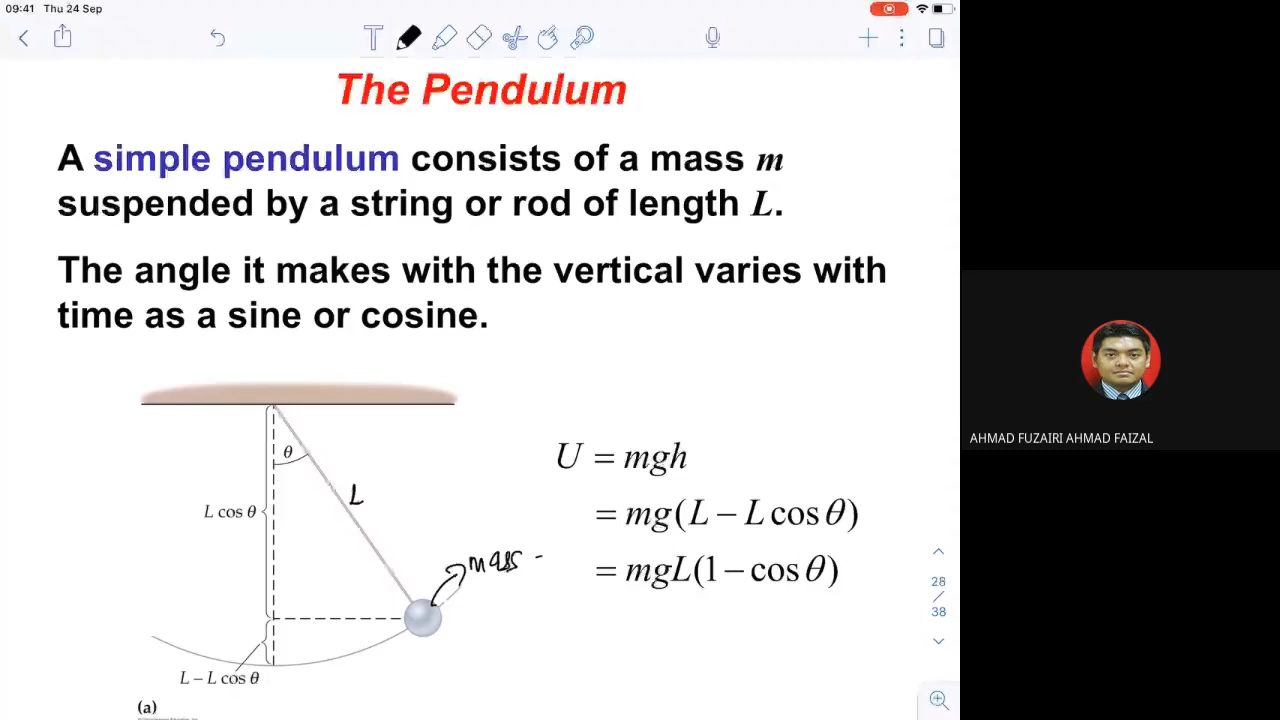 09:41 Thu 24 Sep
T
The Pendulum
A simple pendulum consists of a mass m
suspended by a string or rod of length L.
The angle it makes with the vertical varies with
time as a sine or cosine.
θ
L
L cos θ
mass -
L – L cos θ
(a)
U = mgh
= mg(L − L cos θ)
= mgL(1 − cos θ)
28
/
38
AHMAD FUZAIRI AHMAD FAIZAL